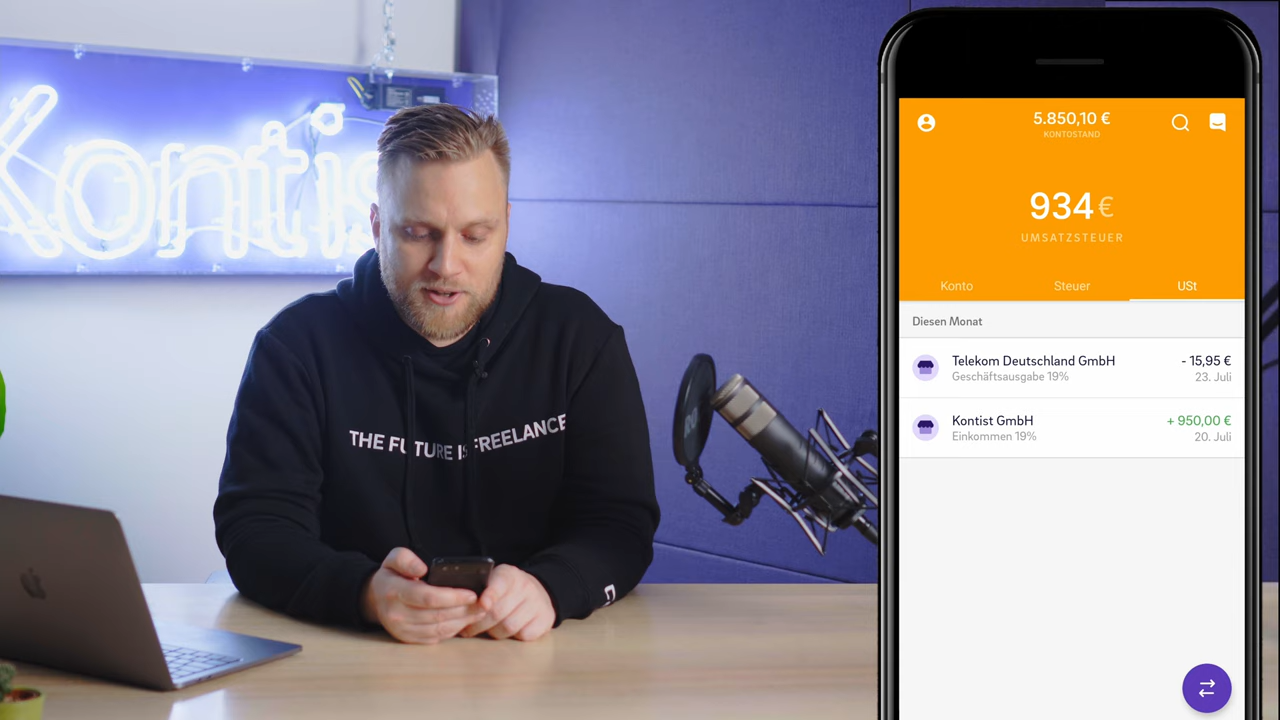 Kontis
THE FUTURE IS FREELANCE
5.850,10 €
KONTOSTAND
934 €
UMSATZSTEUER
Konto
Steuer
USt
Diesen Monat
Telekom Deutschland GmbH
- 15,95 €
Geschäftsausgabe 19%
23. Juli
Kontist GmbH
+ 950,00 €
Einkommen 19%
20. Juli